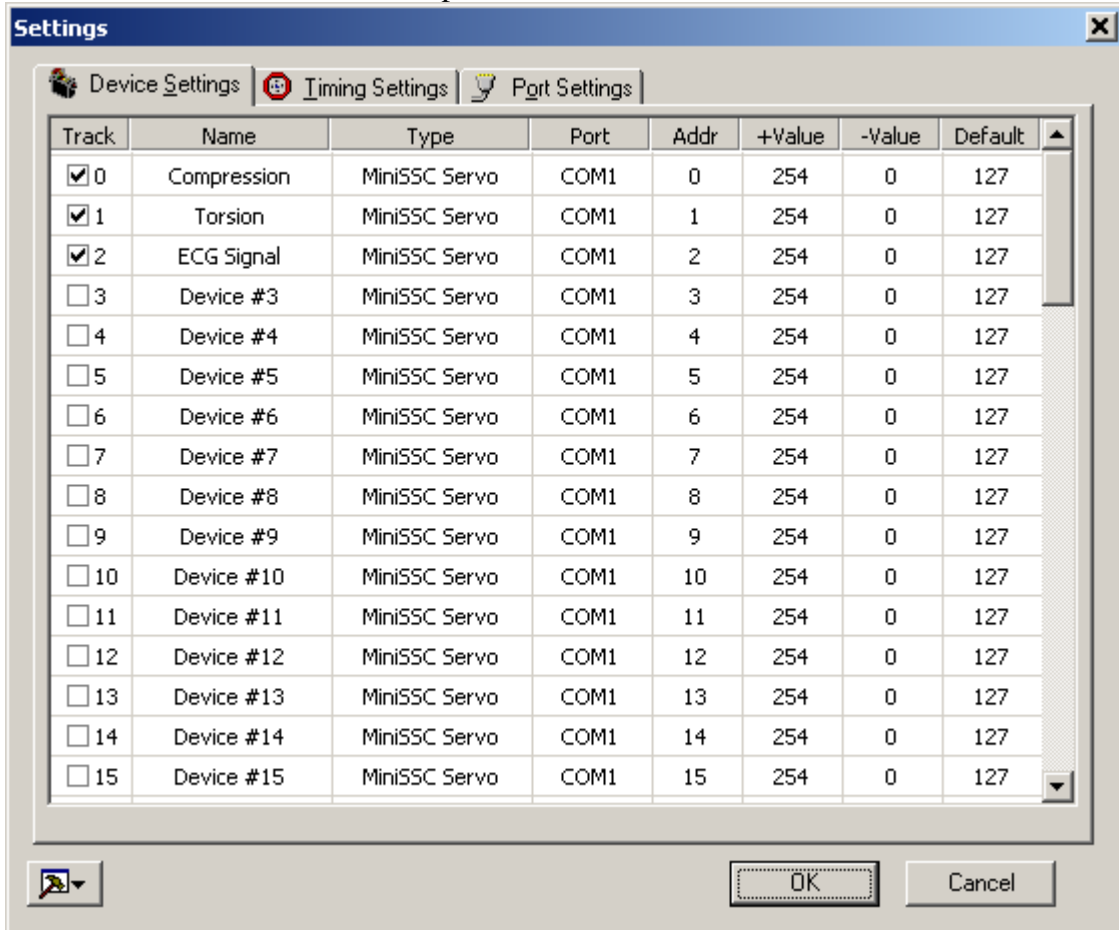 Settings
Device Settings Timing Settings Port Settings
Track Name Type Port Addr +Value -Value Default
0 Compression MiniSSC Servo COM1 0 254 0 127
1 Torsion MiniSSC Servo COM1 1 254 0 127
2 ECG Signal MiniSSC Servo COM1 2 254 0 127
3 Device #3 MiniSSC Servo COM1 3 254 0 127
4 Device #4 MiniSSC Servo COM1 4 254 0 127
5 Device #5 MiniSSC Servo COM1 5 254 0 127
6 Device #6 MiniSSC Servo COM1 6 254 0 127
7 Device #7 MiniSSC Servo COM1 7 254 0 127
8 Device #8 MiniSSC Servo COM1 8 254 0 127
9 Device #9 MiniSSC Servo COM1 9 254 0 127
10 Device #10 MiniSSC Servo COM1 10 254 0 127
11 Device #11 MiniSSC Servo COM1 11 254 0 127
12 Device #12 MiniSSC Servo COM1 12 254 0 127
13 Device #13 MiniSSC Servo COM1 13 254 0 127
14 Device #14 MiniSSC Servo COM1 14 254 0 127
15 Device #15 MiniSSC Servo COM1 15 254 0 127
OK Cancel